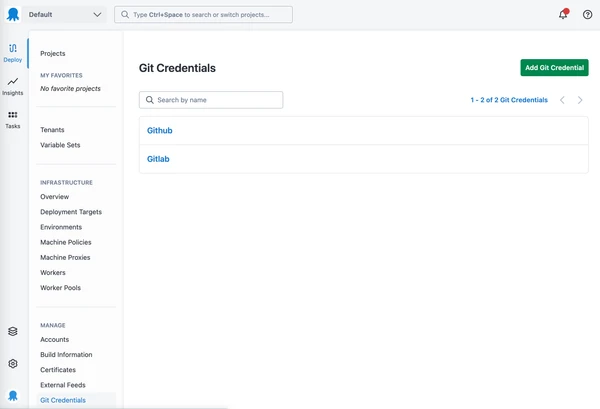 Default
Type Ctrl+Space to search or switch projects...
Deploy
Insights
Tasks
Projects
MY FAVORITES
No favorite projects
Tenants
Variable Sets
INFRASTRUCTURE
Overview
Deployment Targets
Environments
Machine Policies
Machine Proxies
Workers
Worker Pools
MANAGE
Accounts
Build Information
Certificates
External Feeds
Git Credentials
Git Credentials
Add Git Credential
Search by name
1 - 2 of 2 Git Credentials
Github
Gitlab